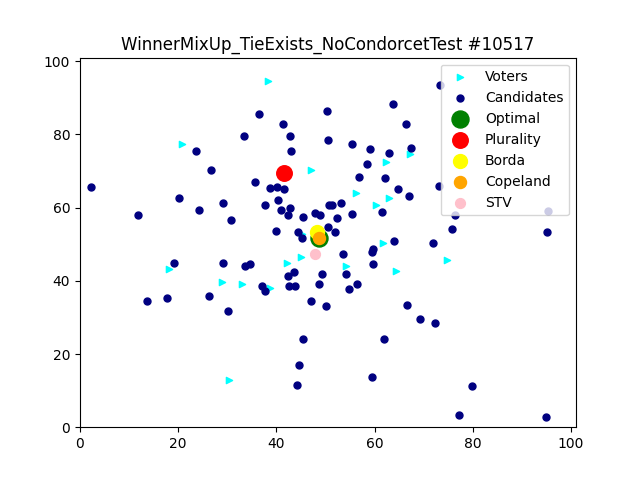 WinnerMixUp_TieExists_NoCondorcetTest #10517
100
80
60
40
20
0
0 20 40 60 80 100
Voters
Candidates
Optimal
Plurality
Borda
Copeland
STV